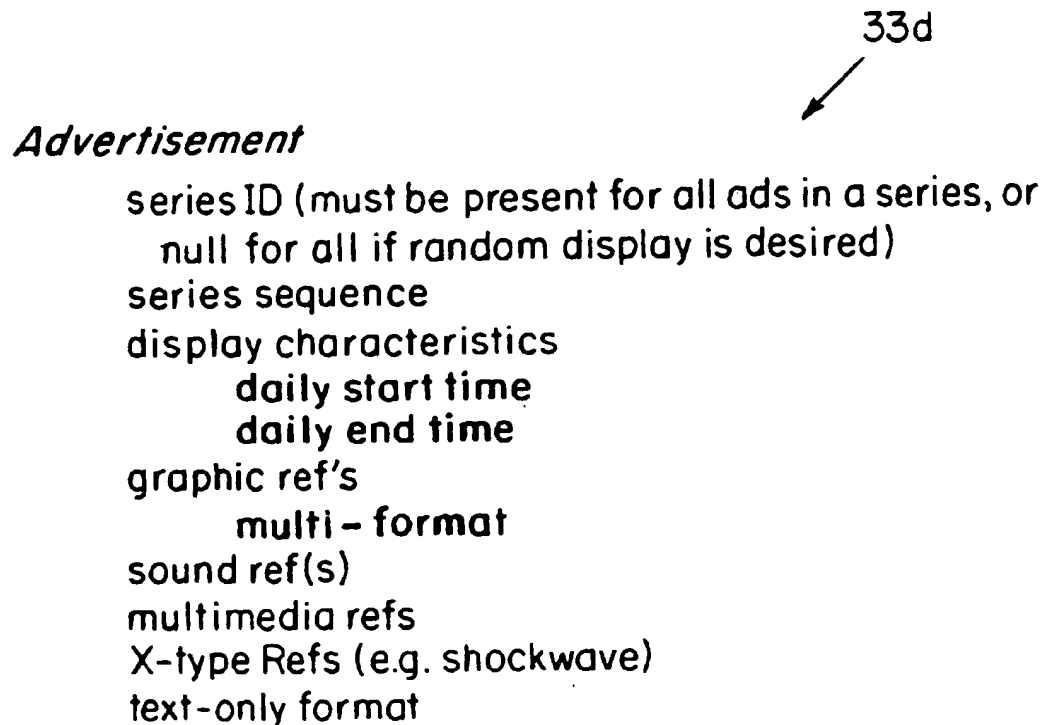 33d
Advertisement
series ID (must be present for all ads in a series, or
null for all if random display is desired)
series sequence
display characteristics
daily start time
daily end time
graphic ref's
multi-format
sound ref(s)
multimedia refs
X-type Refs (e.g. shockwave)
text-only format